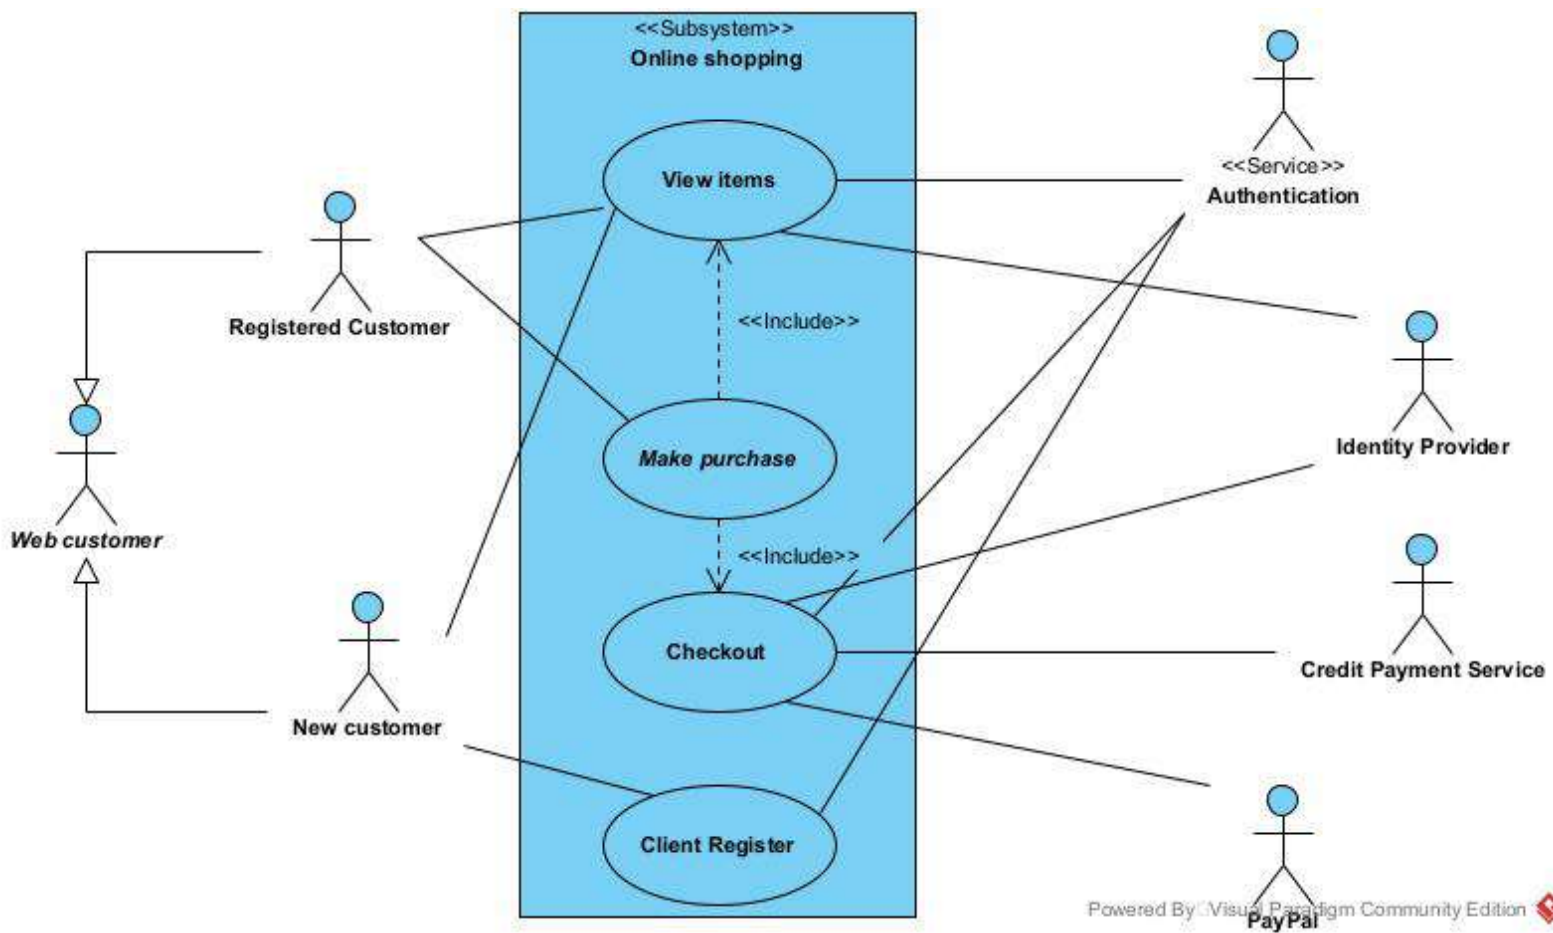 <<Subsystem>>
Online shopping
View items
<<Service>>
Authentication
Registered Customer
<<Include>>
Identity Provider
Make purchase
Web customer
<<Include>>
Checkout
Credit Payment Service
New customer
Client Register
Powered By Visual Paradigm Community Edition
PayPal